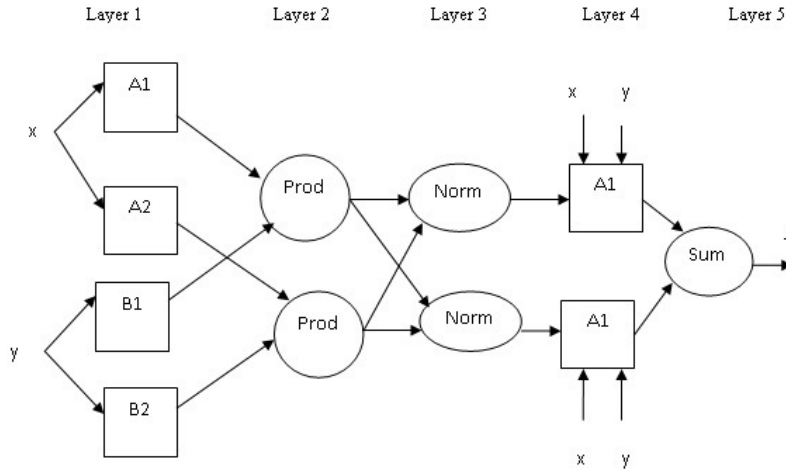 Layer 1 Layer 2 Layer 3 Layer 4 Layer 5
A1
x
A2
B1
y
B2
Prod
Prod
Norm
Norm
x y
A1
A1
x y
Sum